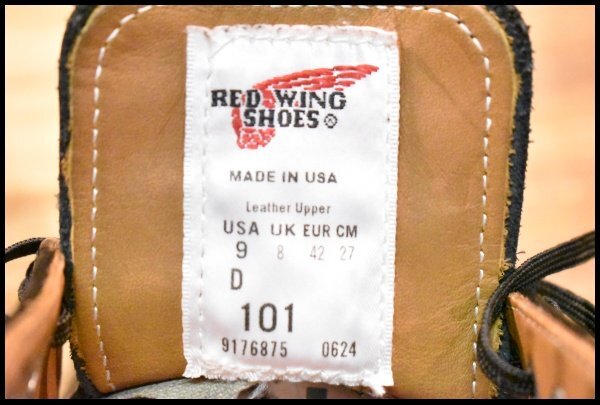 RED WING
SHOES®
MADE IN USA
Leather Upper
USA UK EUR CM
9 8 42 27
D
101
9176875 0624